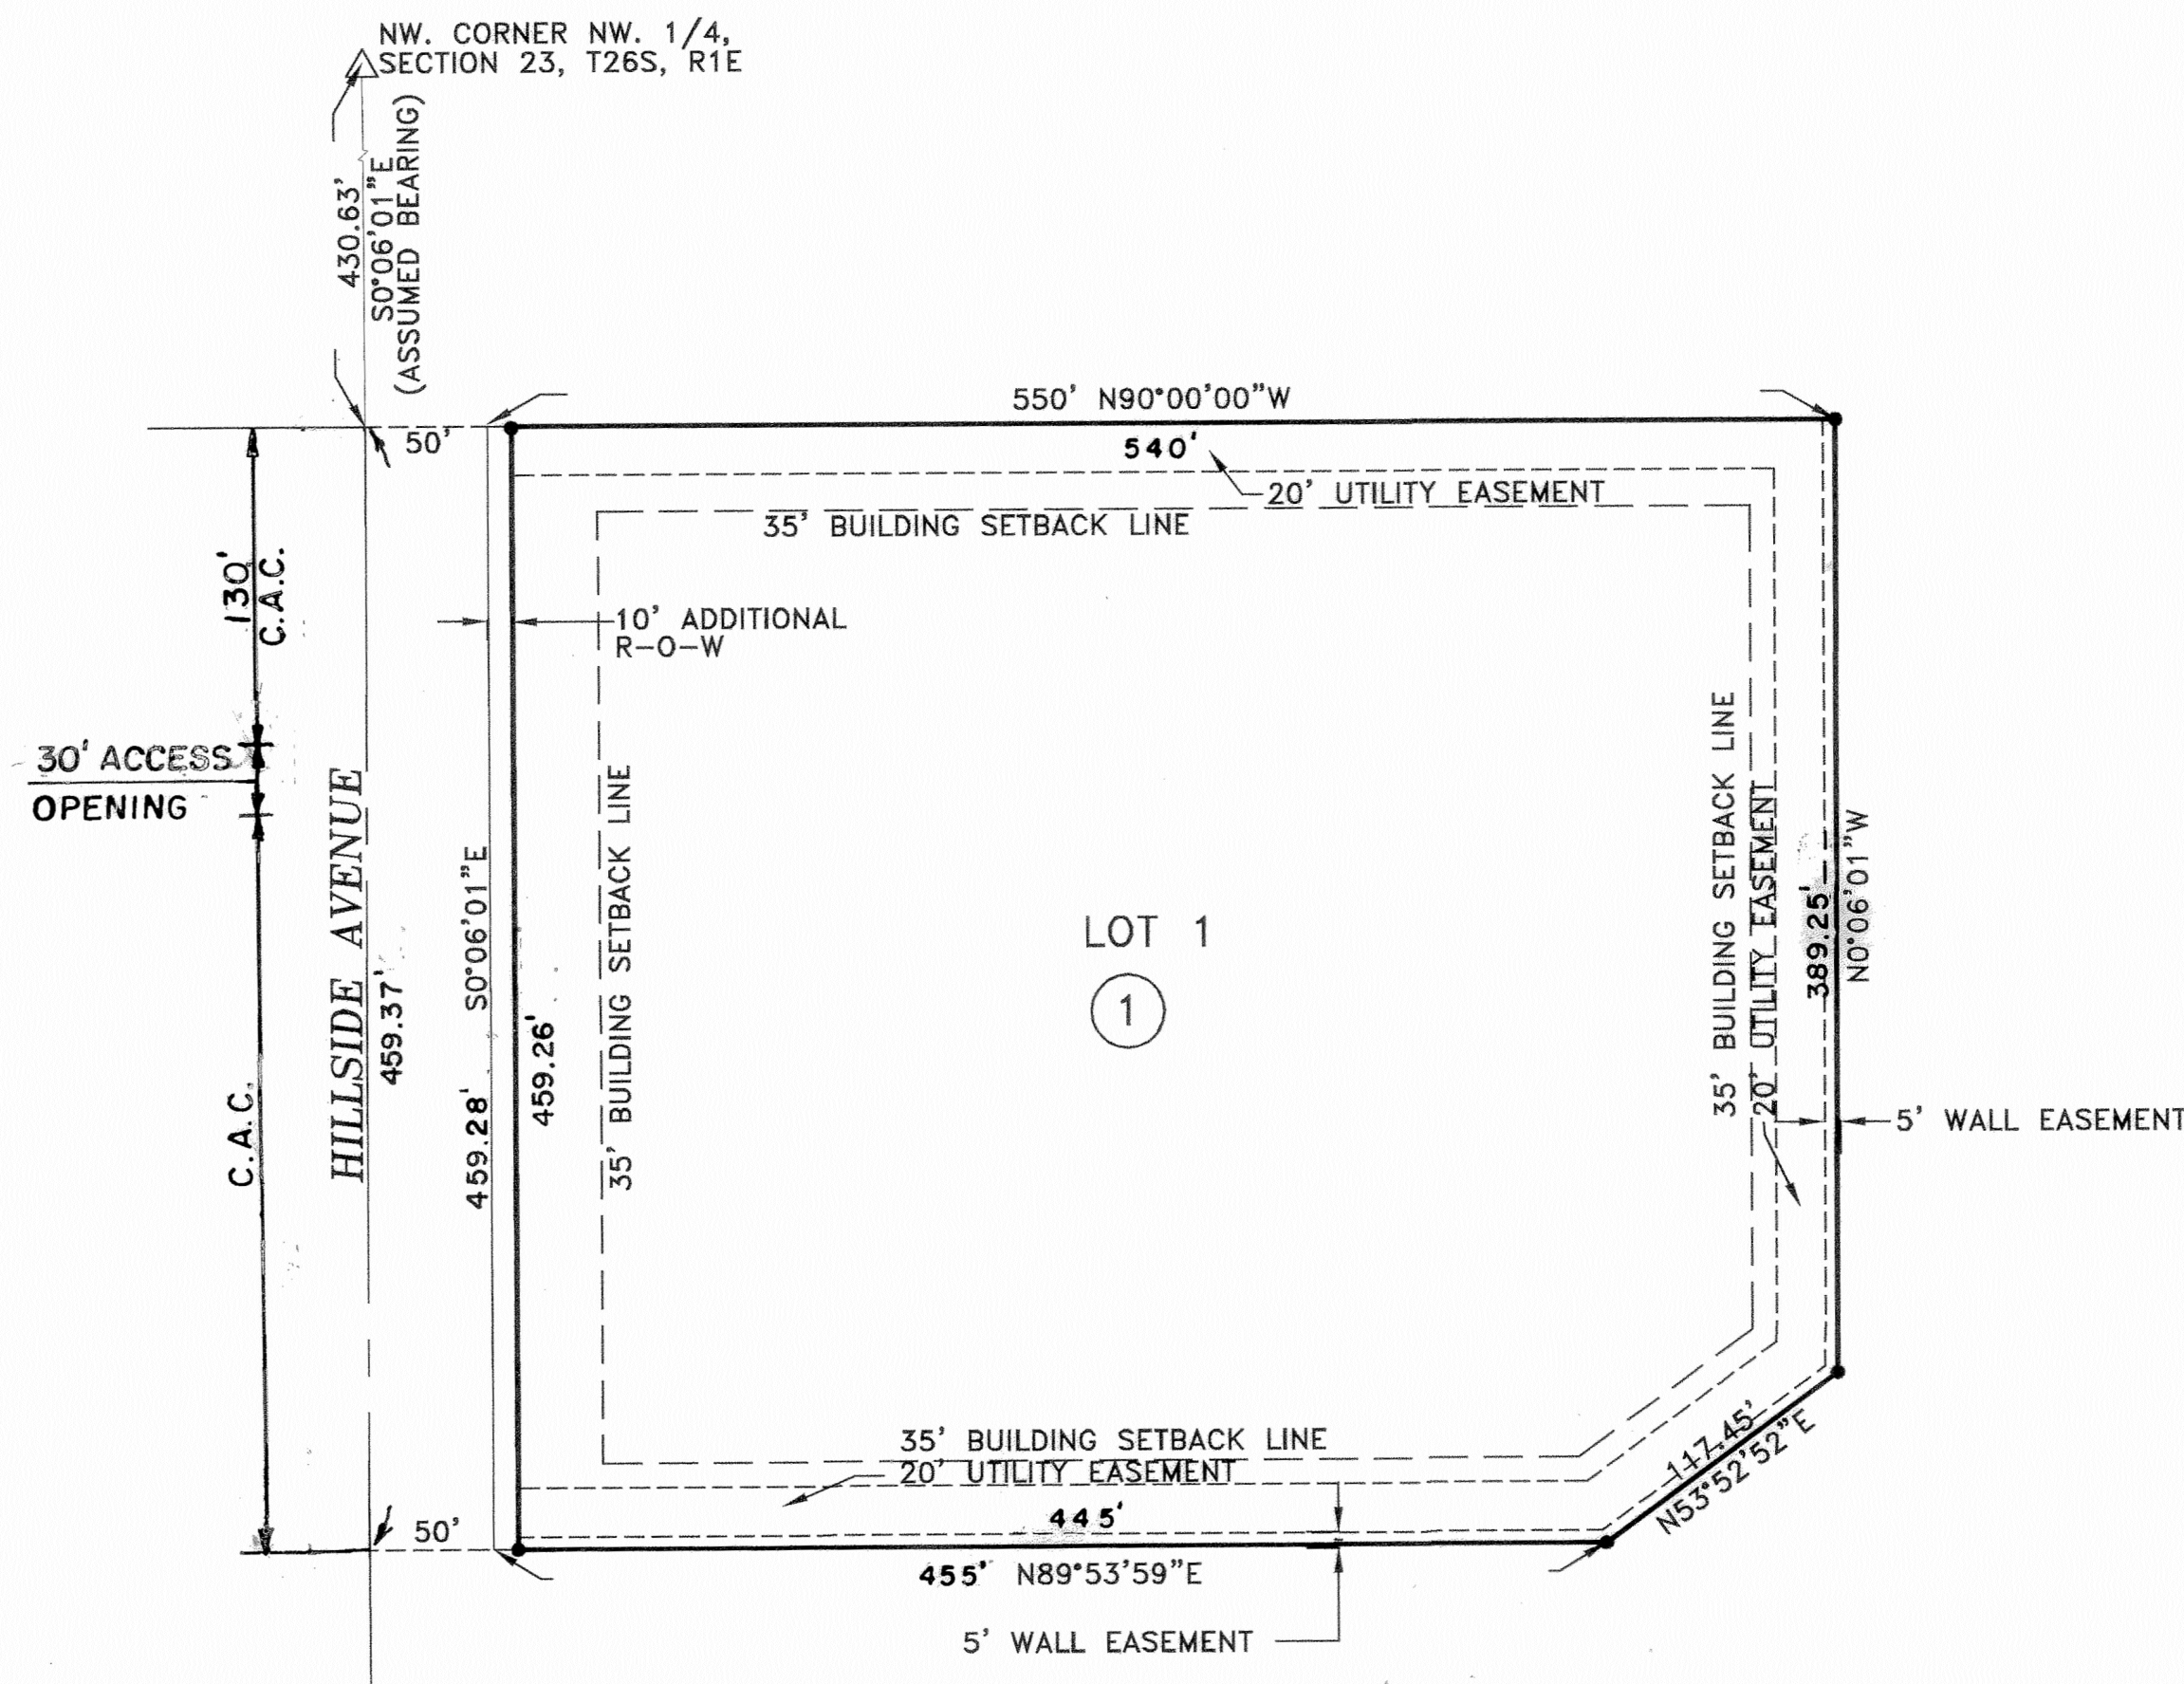 NW. CORNER NW. 1/4,
SECTION 23, T26S, R1E
430.63'
S0°06'01"E
(ASSUMED BEARING)
550' N90°00'00"W
50'
540'
20' UTILITY EASEMENT
35' BUILDING SETBACK LINE
130'
C.A.C.
10' ADDITIONAL
R-O-W
30' ACCESS
OPENING
HILLSIDE AVENUE
459.37'
S0°06'01"E
459.28'
459.26'
35' BUILDING SETBACK LINE
LOT 1
1
35' BUILDING SETBACK LINE
20' UTLITY EASEMENT
389.25'
N0°06'01"W
5' WALL EASEMENT
C.A.C.
35' BUILDING SETBACK LINE
20' UTILITY EASEMENT
117.45'
N53°52'52"E
50'
445'
455' N89°53'59"E
5' WALL EASEMENT